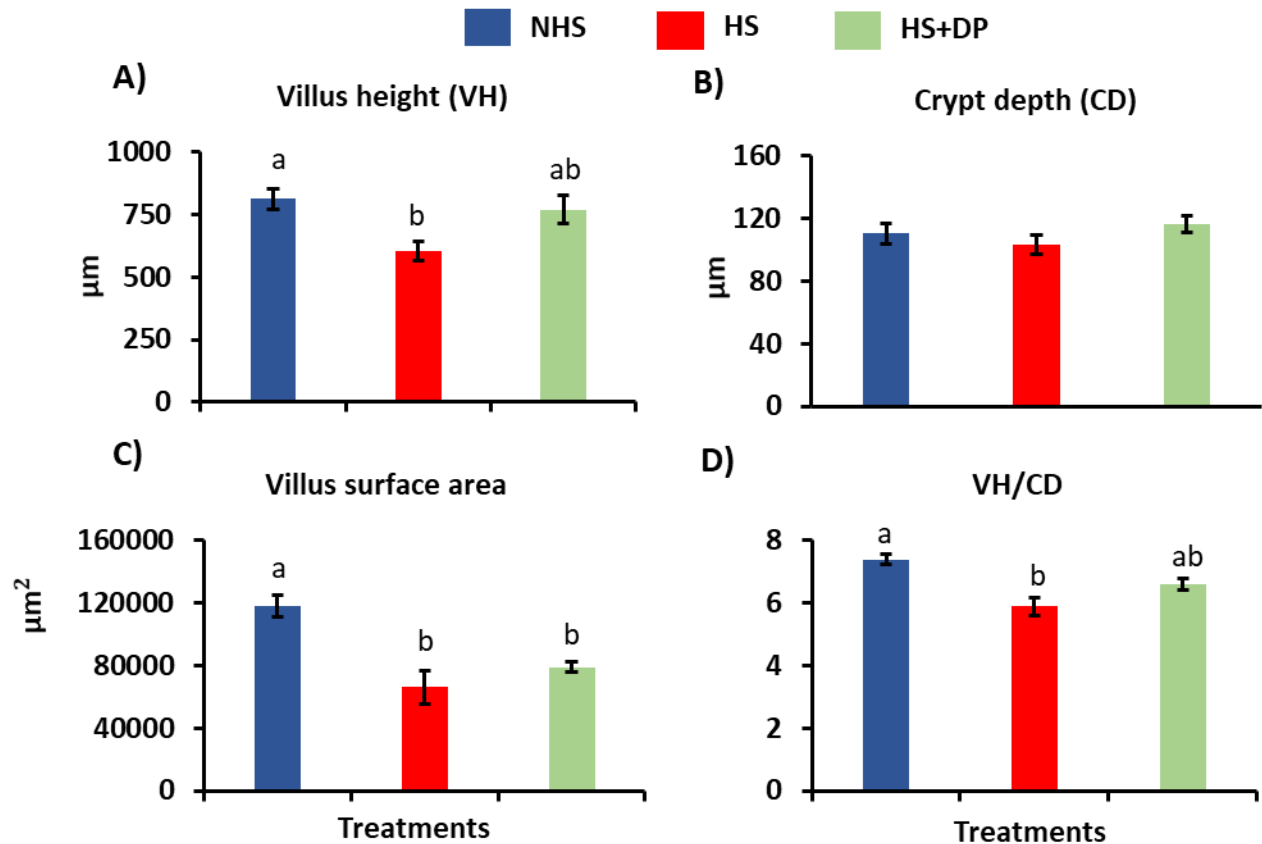 NHS HS HS+DP
A)
Villus height (VH)
1000
750
500
250
0
µm
a
b
ab
B)
Crypt depth (CD)
160
120
80
40
0
µm
C)
Villus surface area
160000
120000
80000
40000
0
µm²
a
b
b
Treatments
D)
VH/CD
8
6
4
2
0
a
b
ab
Treatments